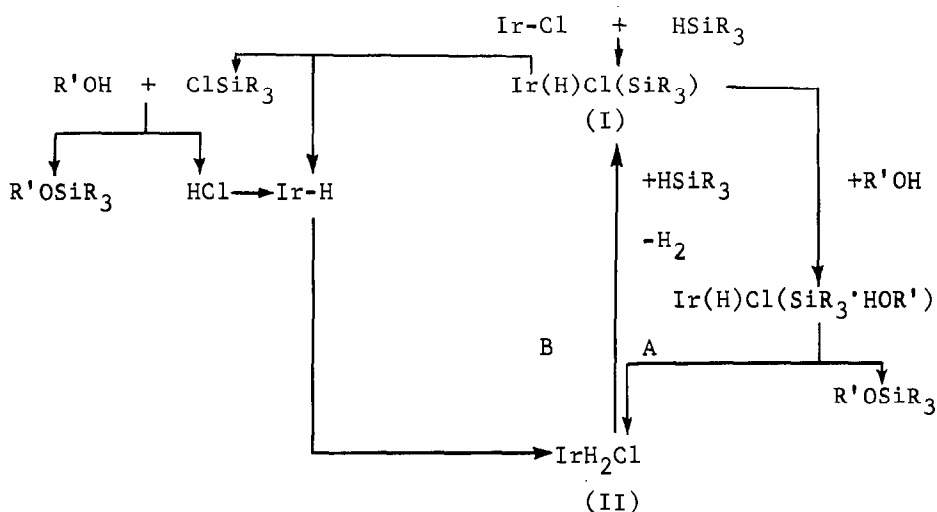 Ir-Cl + HSiR₃
R'OH + ClSiR₃ Ir(H)Cl(SiR₃)
(I)
R'OSiR₃ HCl Ir-H +HSiR₃ +R'OH
-H₂
Ir(H)Cl(SiR₃·HOR')
B A
R'OSiR₃
IrH₂Cl
(II)